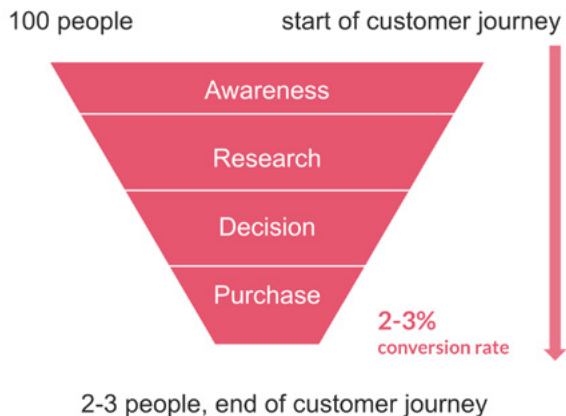 100 people
start of customer journey
Awareness
Research
Decision
Purchase
2-3%
conversion rate
2-3 people, end of customer journey